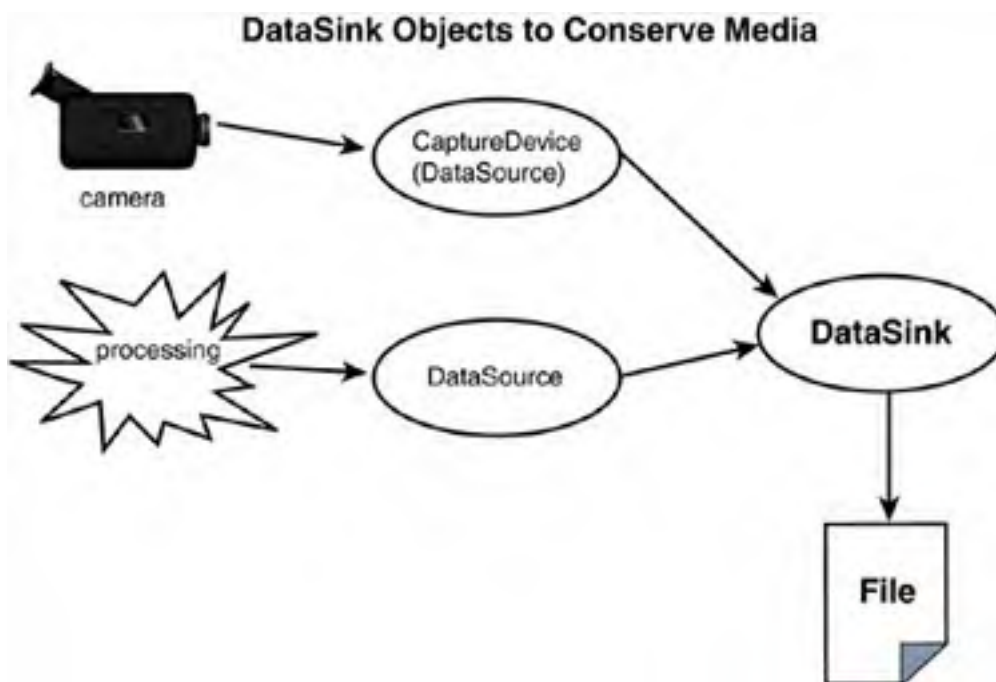 DataSink Objects to Conserve Media
camera
CaptureDevice
(DataSource)
processing
DataSource
DataSink
File